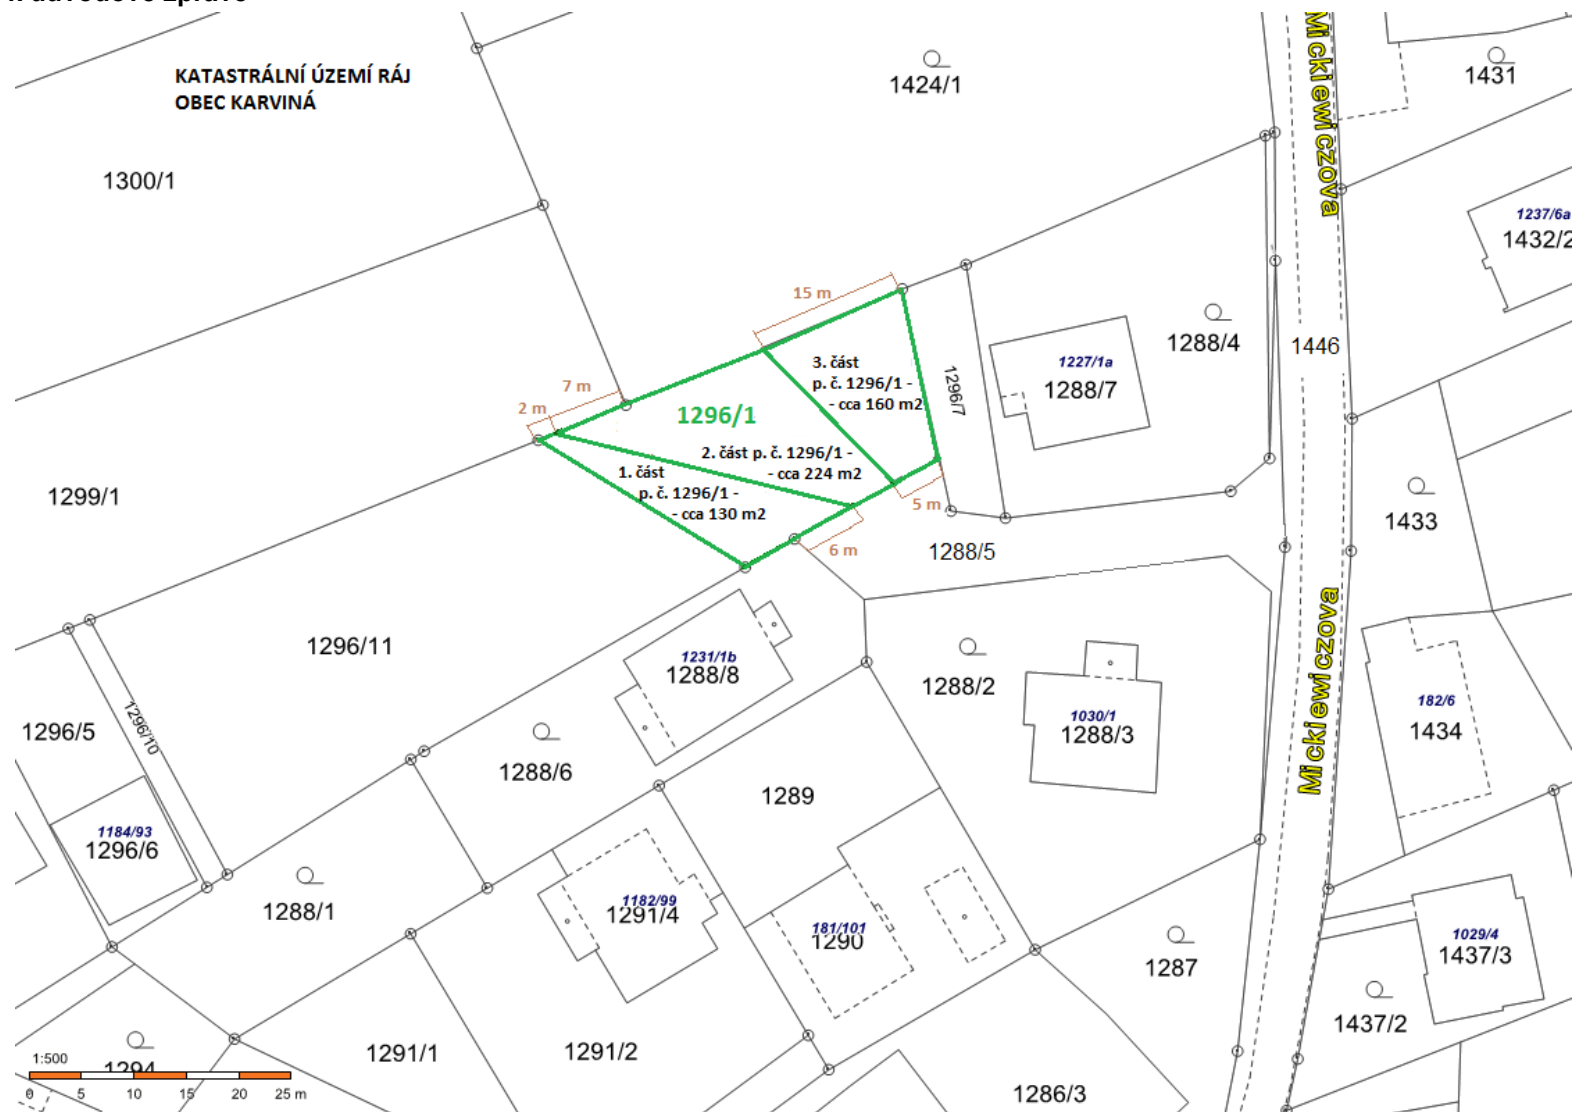 KATASTRÁLNÍ ÚZEMÍ RÁJ
OBEC KARVINÁ
1424/1
1431
Mickiewiczova
1300/1
1237/6a
1432/2
15 m
1288/4
1446
1227/1a
1288/7
1296/7
3. část
p. č. 1296/1 -
- cca 160 m2
7 m
2 m
1296/1
2. část p. č. 1296/1 -
- cca 224 m2
1. část
p. č. 1296/1 -
- cca 130 m2
5 m
6 m
1299/1
1433
1288/5
1296/11
1231/1b
1288/8
1288/2
Mickiewiczova
1296/5
1296/10
1030/1
1288/3
182/6
1434
1288/6
1289
1184/93
1296/6
1288/1
1182/99
1291/4
181/101
1290
1287
1029/4
1437/3
1437/2
1294
1291/1
1291/2
1286/3
1:500
0 5 10 15 20 25 m